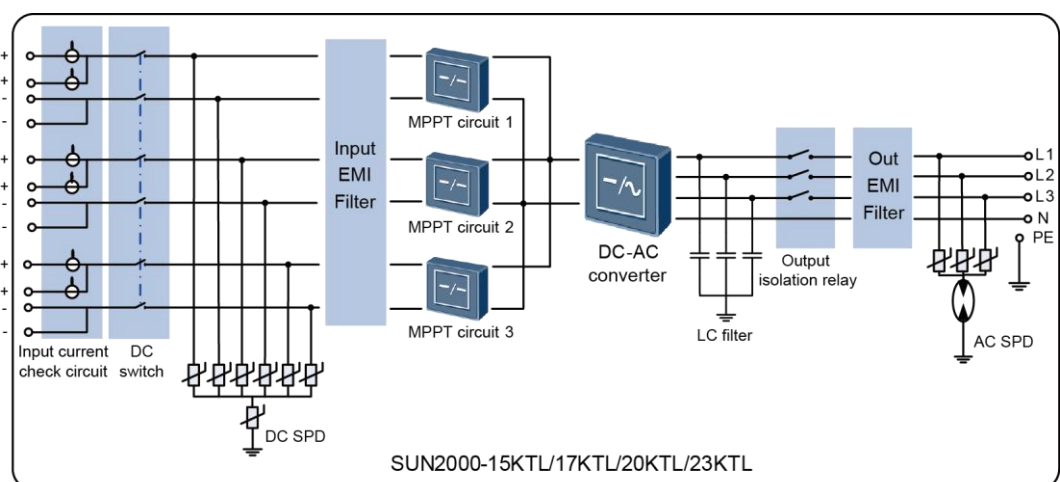 +
+
-
-
+
+
-
-
+
+
-
-
Input current
check circuit
DC
switch
DC SPD
Input
EMI
Filter
MPPT circuit 1
MPPT circuit 2
MPPT circuit 3
DC-AC
converter
LC filter
Output
isolation relay
Out
EMI
Filter
L1
L2
L3
N
PE
AC SPD
SUN2000-15KTL/17KTL/20KTL/23KTL